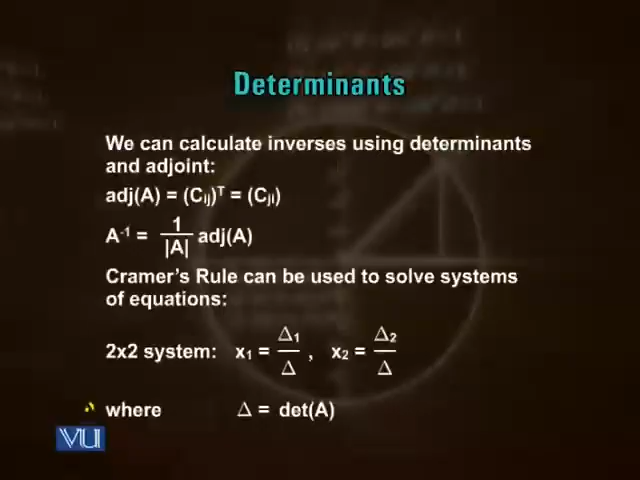 Determinants
We can calculate inverses using determinants
and adjoint:
adj(A) = (Cij)ᵀ = (Cji)
A⁻¹ = 1/|A| adj(A)
Cramer's Rule can be used to solve systems
of equations:
2x2 system: x₁ = Δ₁/Δ , x₂ = Δ₂/Δ
where Δ = det(A)
VU